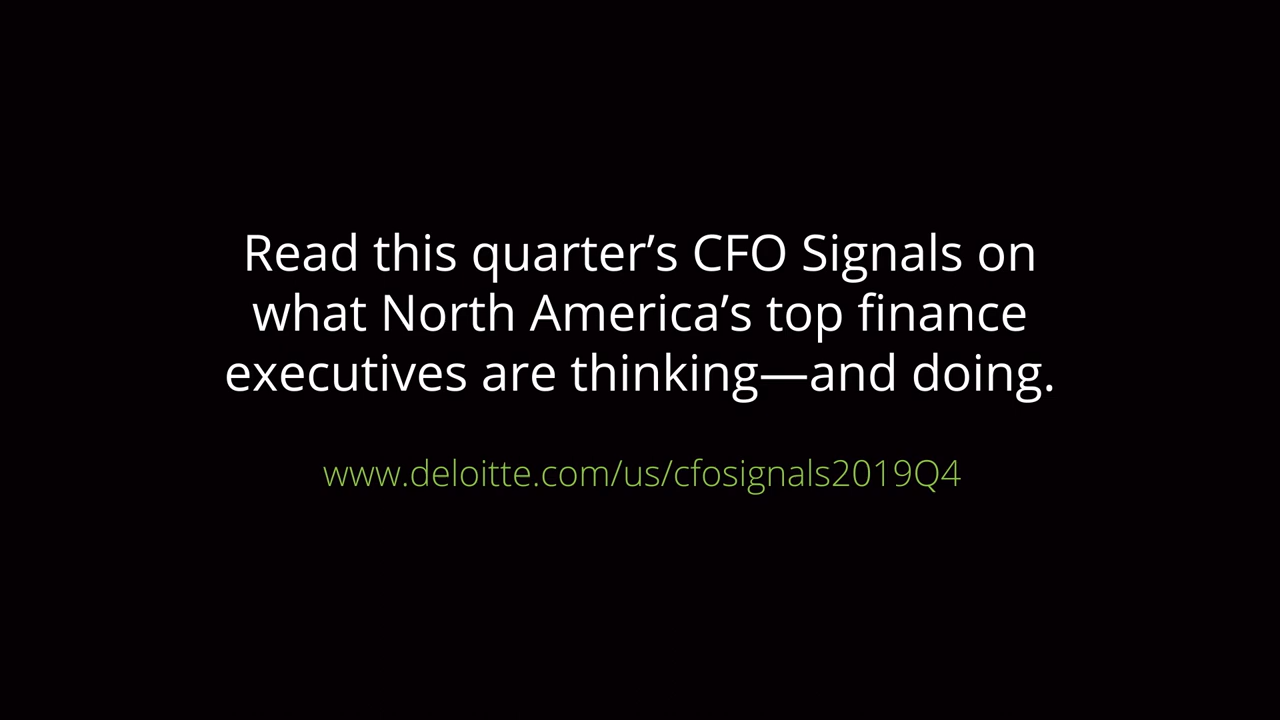 Read this quarter’s CFO Signals on
what North America’s top finance
executives are thinking—and doing.
www.deloitte.com/us/cfosignals2019Q4